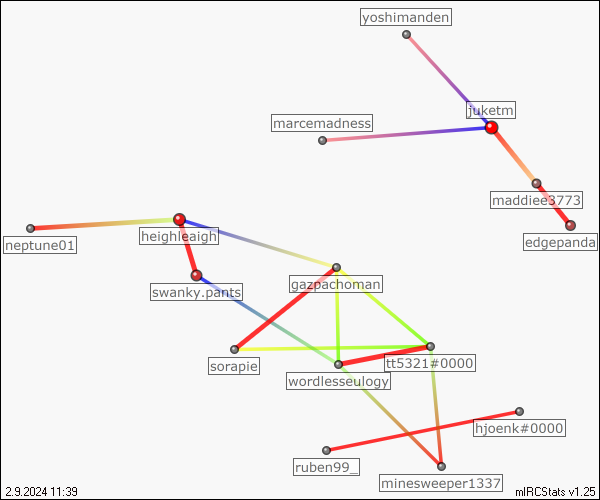 yoshimanden
juketm
marcemadness
maddiee3773
edgepanda
heighleaigh
neptune01
gazpachoman
swanky.pants
sorapie
tt5321#0000
wordlesseulogy
hjoenk#0000
ruben99_
minesweeper1337
2.9.2024 11:39
mIRCStats v1.25